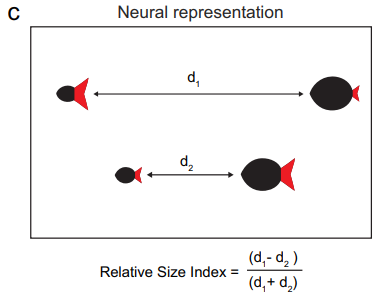 C
Neural representation
d1
d2
Relative Size Index = (d1- d2 )
(d1+ d2)